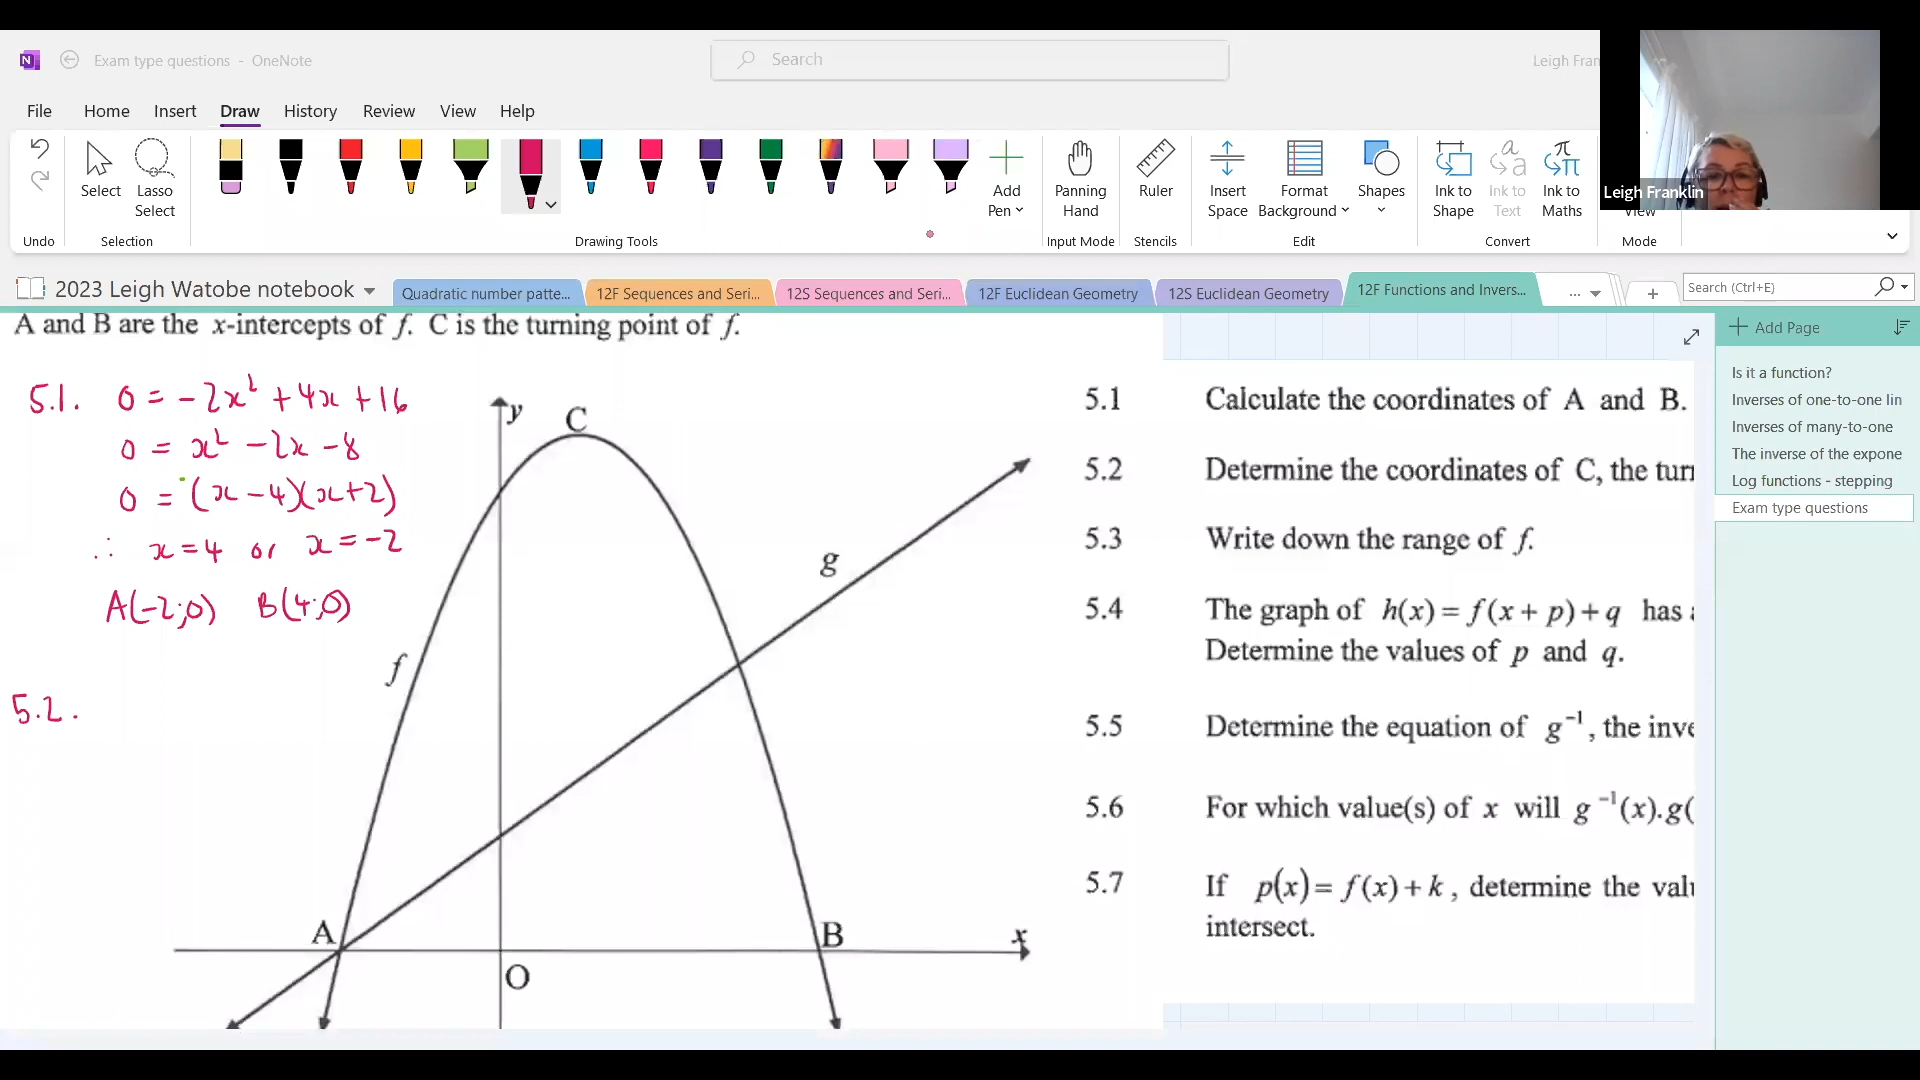 Exam type questions - OneNote
Search
Leigh Fran
File Home Insert Draw History Review View Help
Undo
Select
Lasso Select
Selection
Drawing Tools
Add Pen
Panning Hand
Input Mode
Ruler
Stencils
Insert Space
Format Background
Shapes
Edit
Ink to Shape
Ink to Text
Ink to Maths
Convert
View
Mode
Leigh Franklin
2023 Leigh Watobe notebook
Quadratic number patte...
12F Sequences and Seri...
12S Sequences and Seri...
12F Euclidean Geometry
12S Euclidean Geometry
12F Functions and Invers...
...
Search (Ctrl+E)
Add Page
Is it a function?
Inverses of one-to-one lin
Inverses of many-to-one
The inverse of the expone
Log functions - stepping
Exam type questions
A and B are the x-intercepts of f. C is the turning point of f.
5.1. 0 = -2x² + 4x + 16
0 = x² - 2x - 8
0 = (x - 4)(x + 2)
∴ x = 4 or x = -2
A(-2;0) B(4;0)
5.2.
y
C
g
f
A
B
x
O
5.1 Calculate the coordinates of A and B.
5.2 Determine the coordinates of C, the turn
5.3 Write down the range of f.
5.4 The graph of h(x) = f(x + p) + q has
Determine the values of p and q.
5.5 Determine the equation of g⁻¹, the inve
5.6 For which value(s) of x will g⁻¹(x).g(
5.7 If p(x) = f(x) + k, determine the val
intersect.